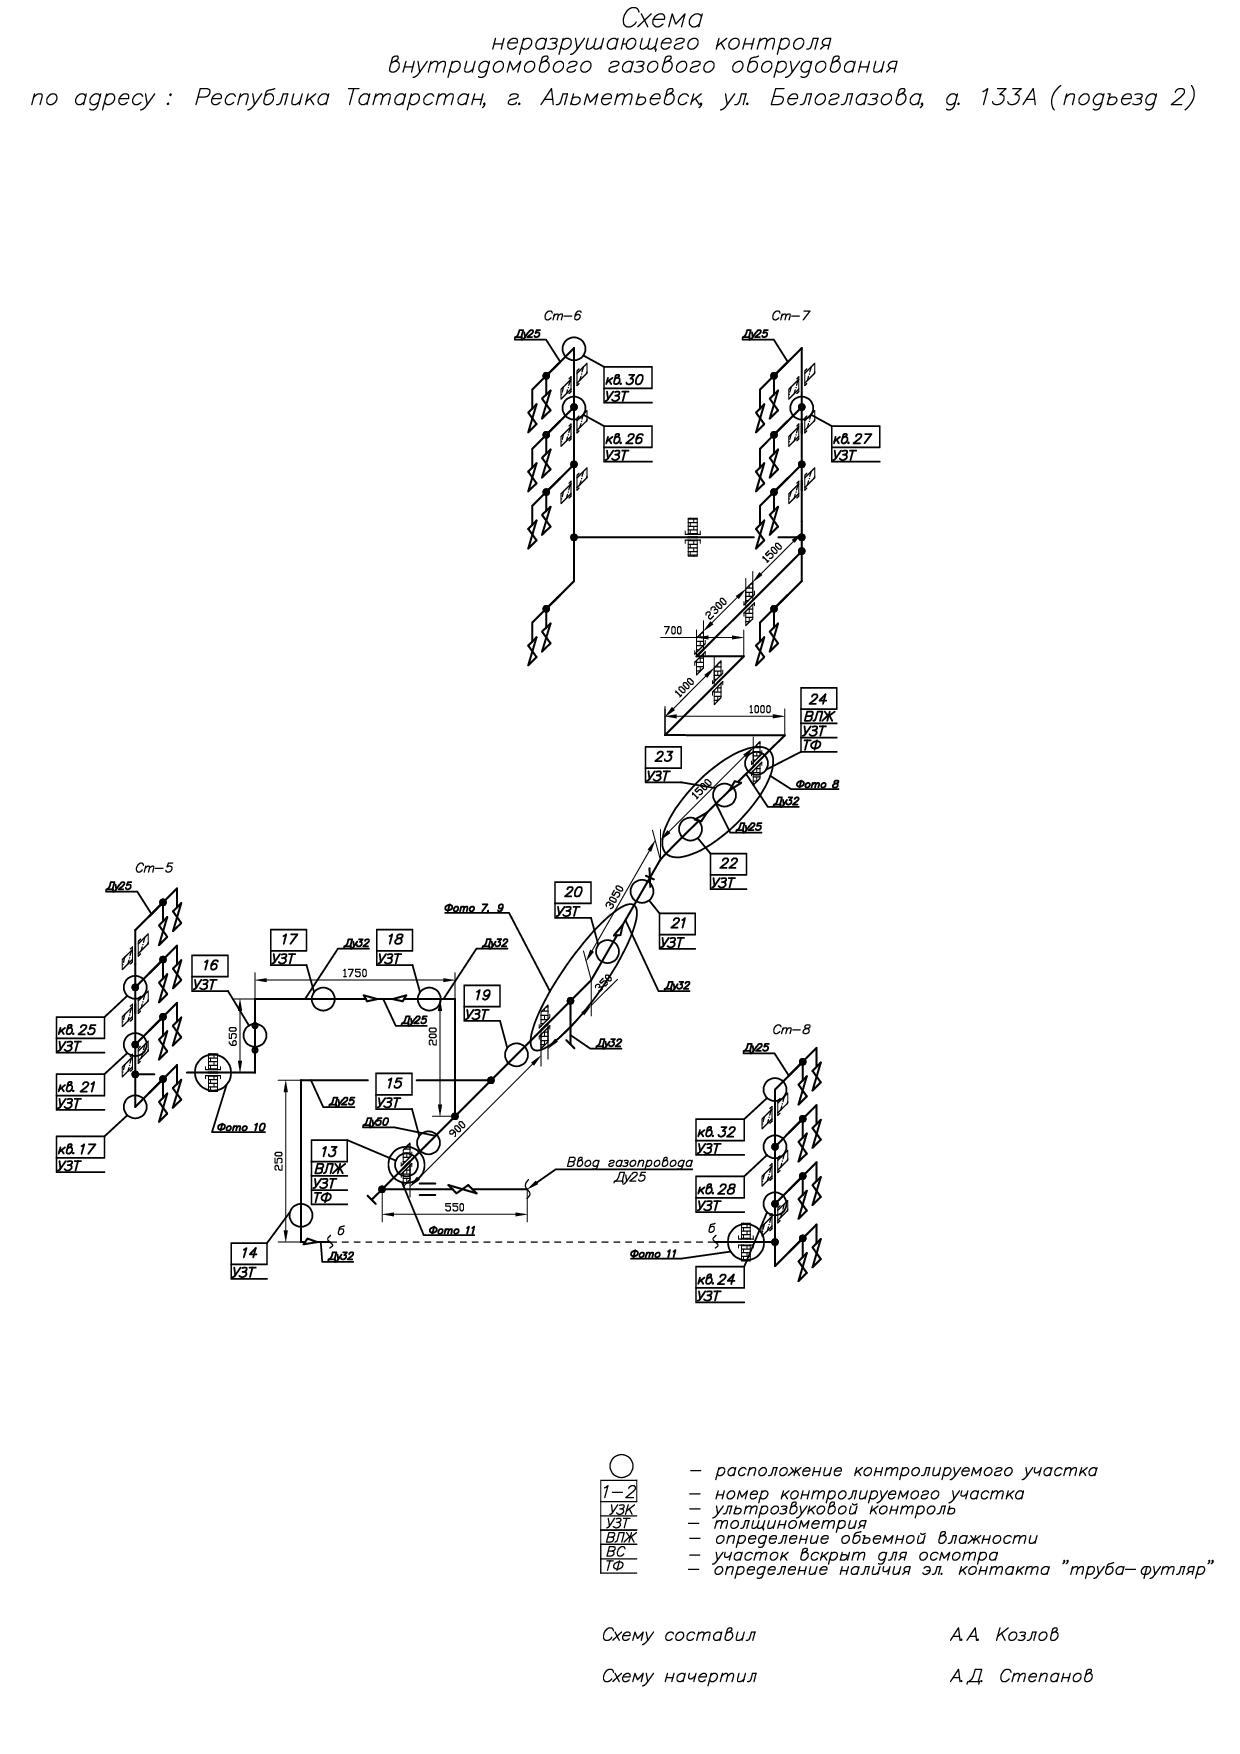 Схема
неразрушающего контроля
внутридомового газового оборудования
по адресу : Республика Татарстан, г. Альметьевск, ул. Белоглазова, д. 133А (подъезд 2)
Ст-6
Ст-7
Ду25
Ду25
кв.30
УЗТ
кв.26
УЗТ
кв.27
УЗТ
1500
2300
700
1000
1000
24
ВЛЖ
УЗТ
ТФ
23
УЗТ
Фото 8
1500
Ду32
Ду25
22
УЗТ
Ст-5
Ду25
20
УЗТ
3050
Фото 7, 9
21
УЗТ
17
УЗТ
Ду32
18
УЗТ
Ду32
16
УЗТ
1750
350
Ду32
19
УЗТ
кв.25
УЗТ
Ду25
650
200
Ду32
Ст-8
Ду25
кв.21
УЗТ
15
УЗТ
Ду25
Фото 10
Ду50
900
кв.17
УЗТ
кв.32
УЗТ
13
ВЛЖ
УЗТ
ТФ
250
Ввод газопровода
Ду25
кв.28
УЗТ
550
Фото 11
б
б
14
УЗТ
Ду32
Фото 11
кв.24
УЗТ
– расположение контролируемого участка
1-2 – номер контролируемого участка
УЗК – ультрозвуковой контроль
УЗТ – толщинометрия
ВЛЖ – определение объемной влажности
ВС – участок вскрыт для осмотра
ТФ – определение наличия эл. контакта "труба-футляр"
Схему составил А.А. Козлов
Схему начертил А.Д. Степанов